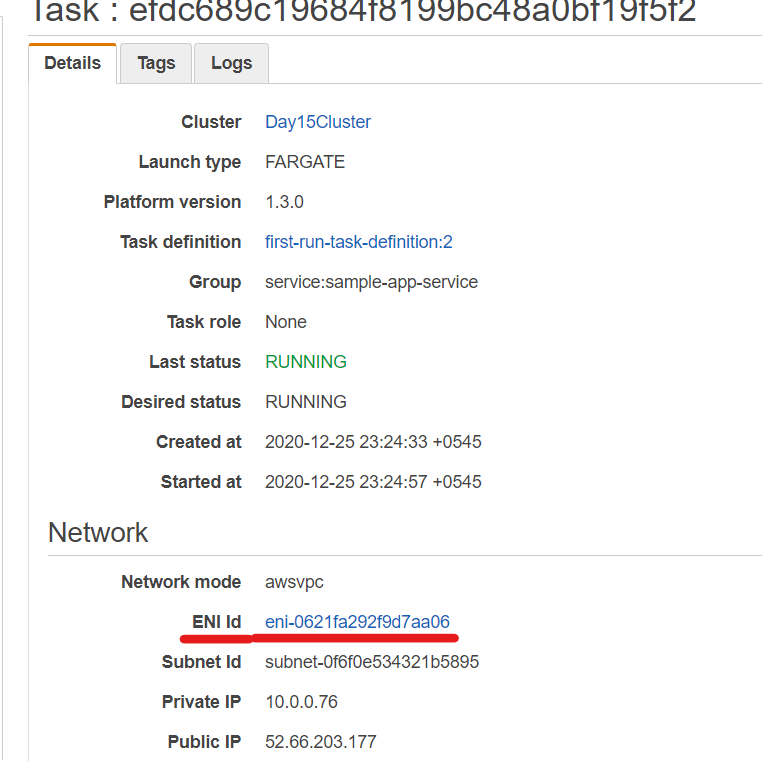 Task : efdc689c19684f8199bc48a0bf19f5f2
Details Tags Logs
Cluster Day15Cluster
Launch type FARGATE
Platform version 1.3.0
Task definition first-run-task-definition:2
Group service:sample-app-service
Task role None
Last status RUNNING
Desired status RUNNING
Created at 2020-12-25 23:24:33 +0545
Started at 2020-12-25 23:24:57 +0545
Network
Network mode awsvpc
ENI Id eni-0621fa292f9d7aa06
Subnet Id subnet-0f6f0e534321b5895
Private IP 10.0.0.76
Public IP 52.66.203.177